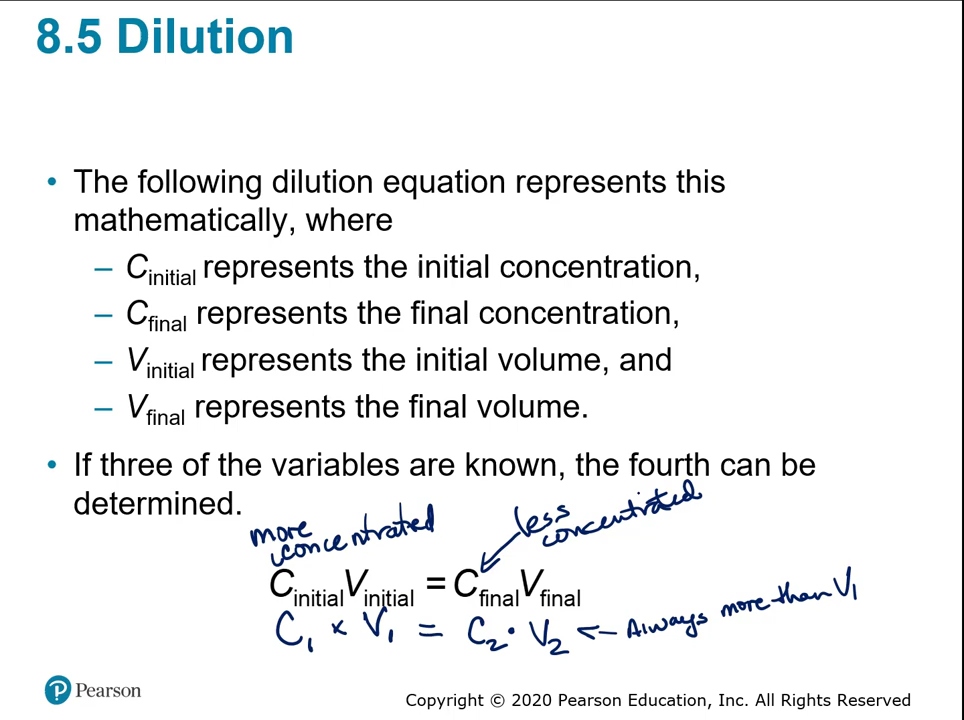 8.5 Dilution
• The following dilution equation represents this
mathematically, where
– Cinitial represents the initial concentration,
– Cfinal represents the final concentration,
– Vinitial represents the initial volume, and
– Vfinal represents the final volume.
• If three of the variables are known, the fourth can be
determined.
more
concentrated
less
concentrated
CinitialVinitial = CfinalVfinal
C1 × V1 = C2 · V2 ← Always more than V1
Pearson
Copyright © 2020 Pearson Education, Inc. All Rights Reserved